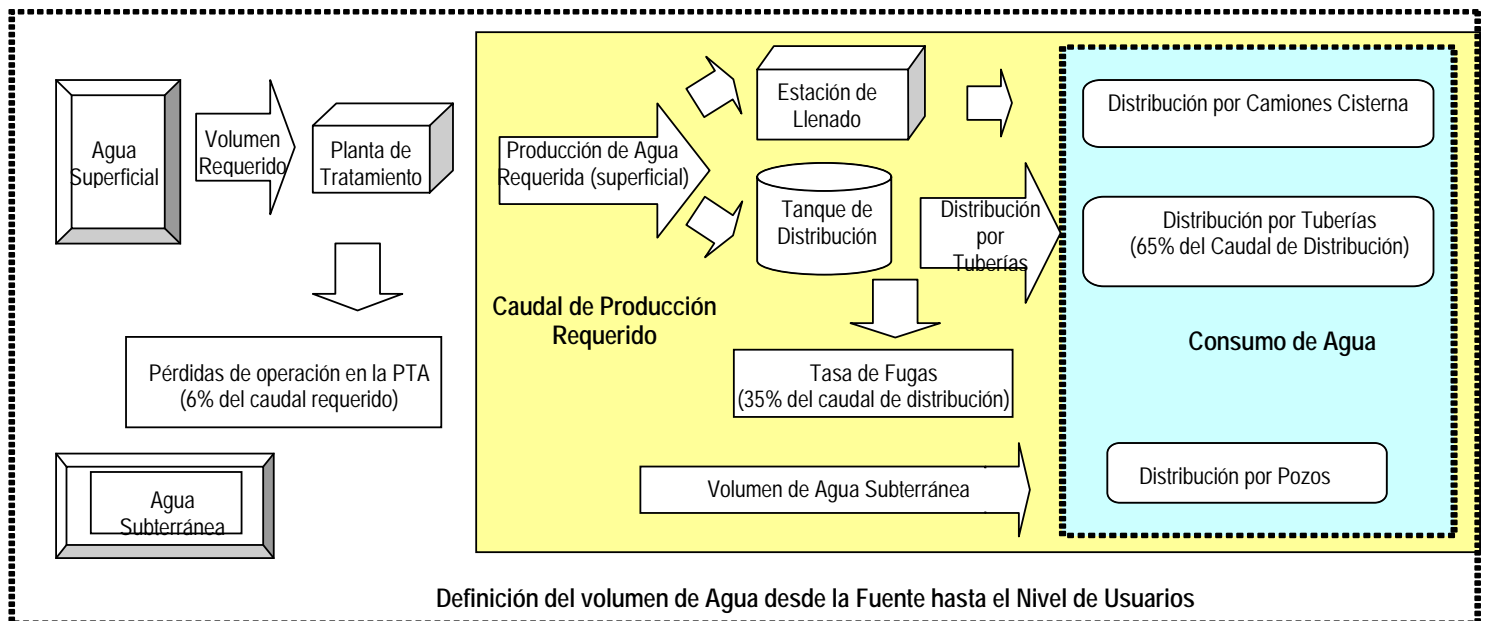 Agua
Superficial
Volumen
Requerido
Planta de
Tratamiento
Pérdidas de operación en la PTA
(6% del caudal requerido)
Agua
Subterránea
Producción de Agua
Requerida (superficial)
Estación de
Llenado
Tanque de
Distribución
Distribución
por
Tuberías
Caudal de Producción
Requerido
Tasa de Fugas
(35% del caudal de distribución)
Volumen de Agua Subterránea
Distribución por Camiones Cisterna
Distribución por Tuberías
(65% del Caudal de Distribución)
Consumo de Agua
Distribución por Pozos
Definición del volumen de Agua desde la Fuente hasta el Nivel de Usuarios